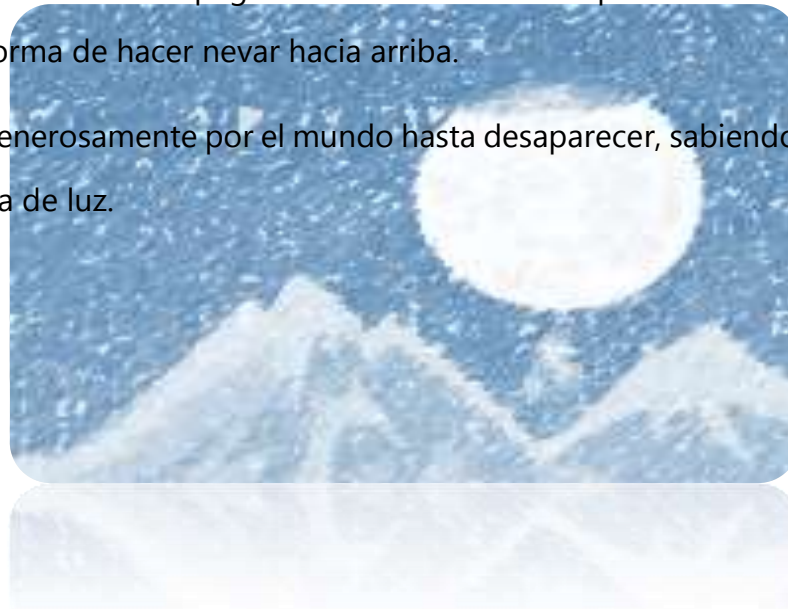 orma de hacer nevar hacia arriba.
enerosamente por el mundo hasta desaparecer, sabiendo
a de luz.